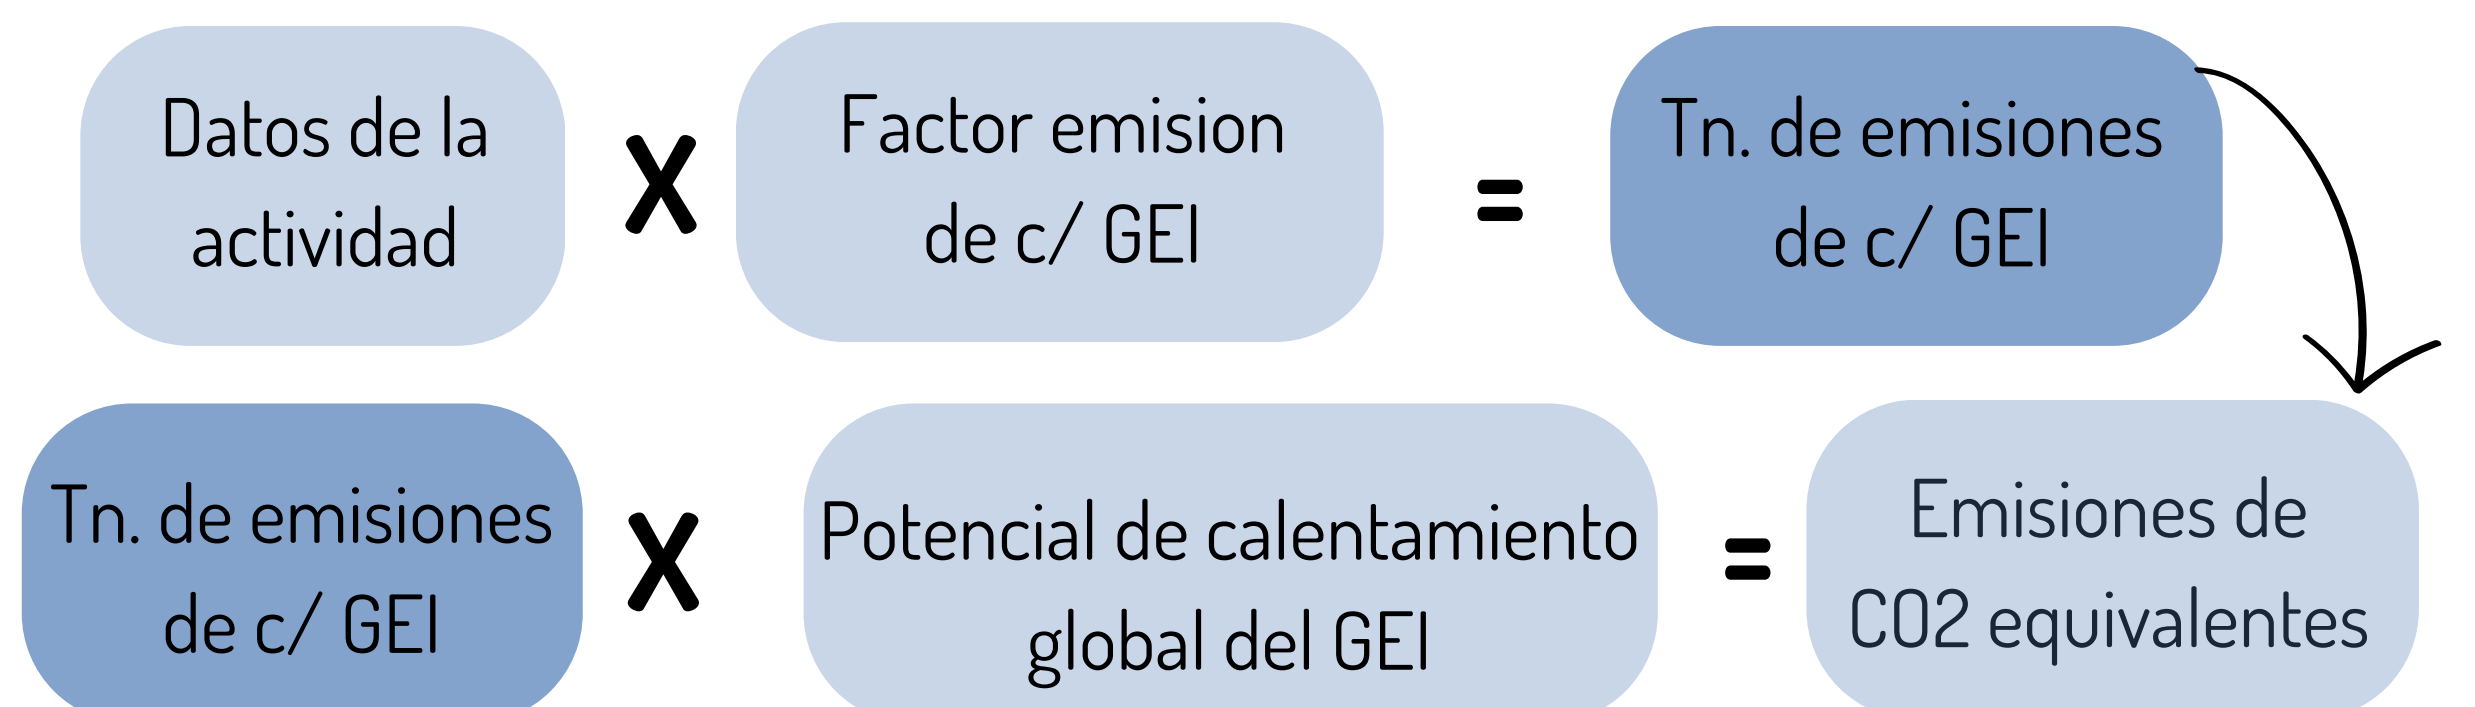 Datos de la
actividad
X
Factor emision
de c/ GEI
=
Tn. de emisiones
de c/ GEI
Tn. de emisiones
de c/ GEI
X
Potencial de calentamiento
global del GEI
=
Emisiones de
CO2 equivalentes